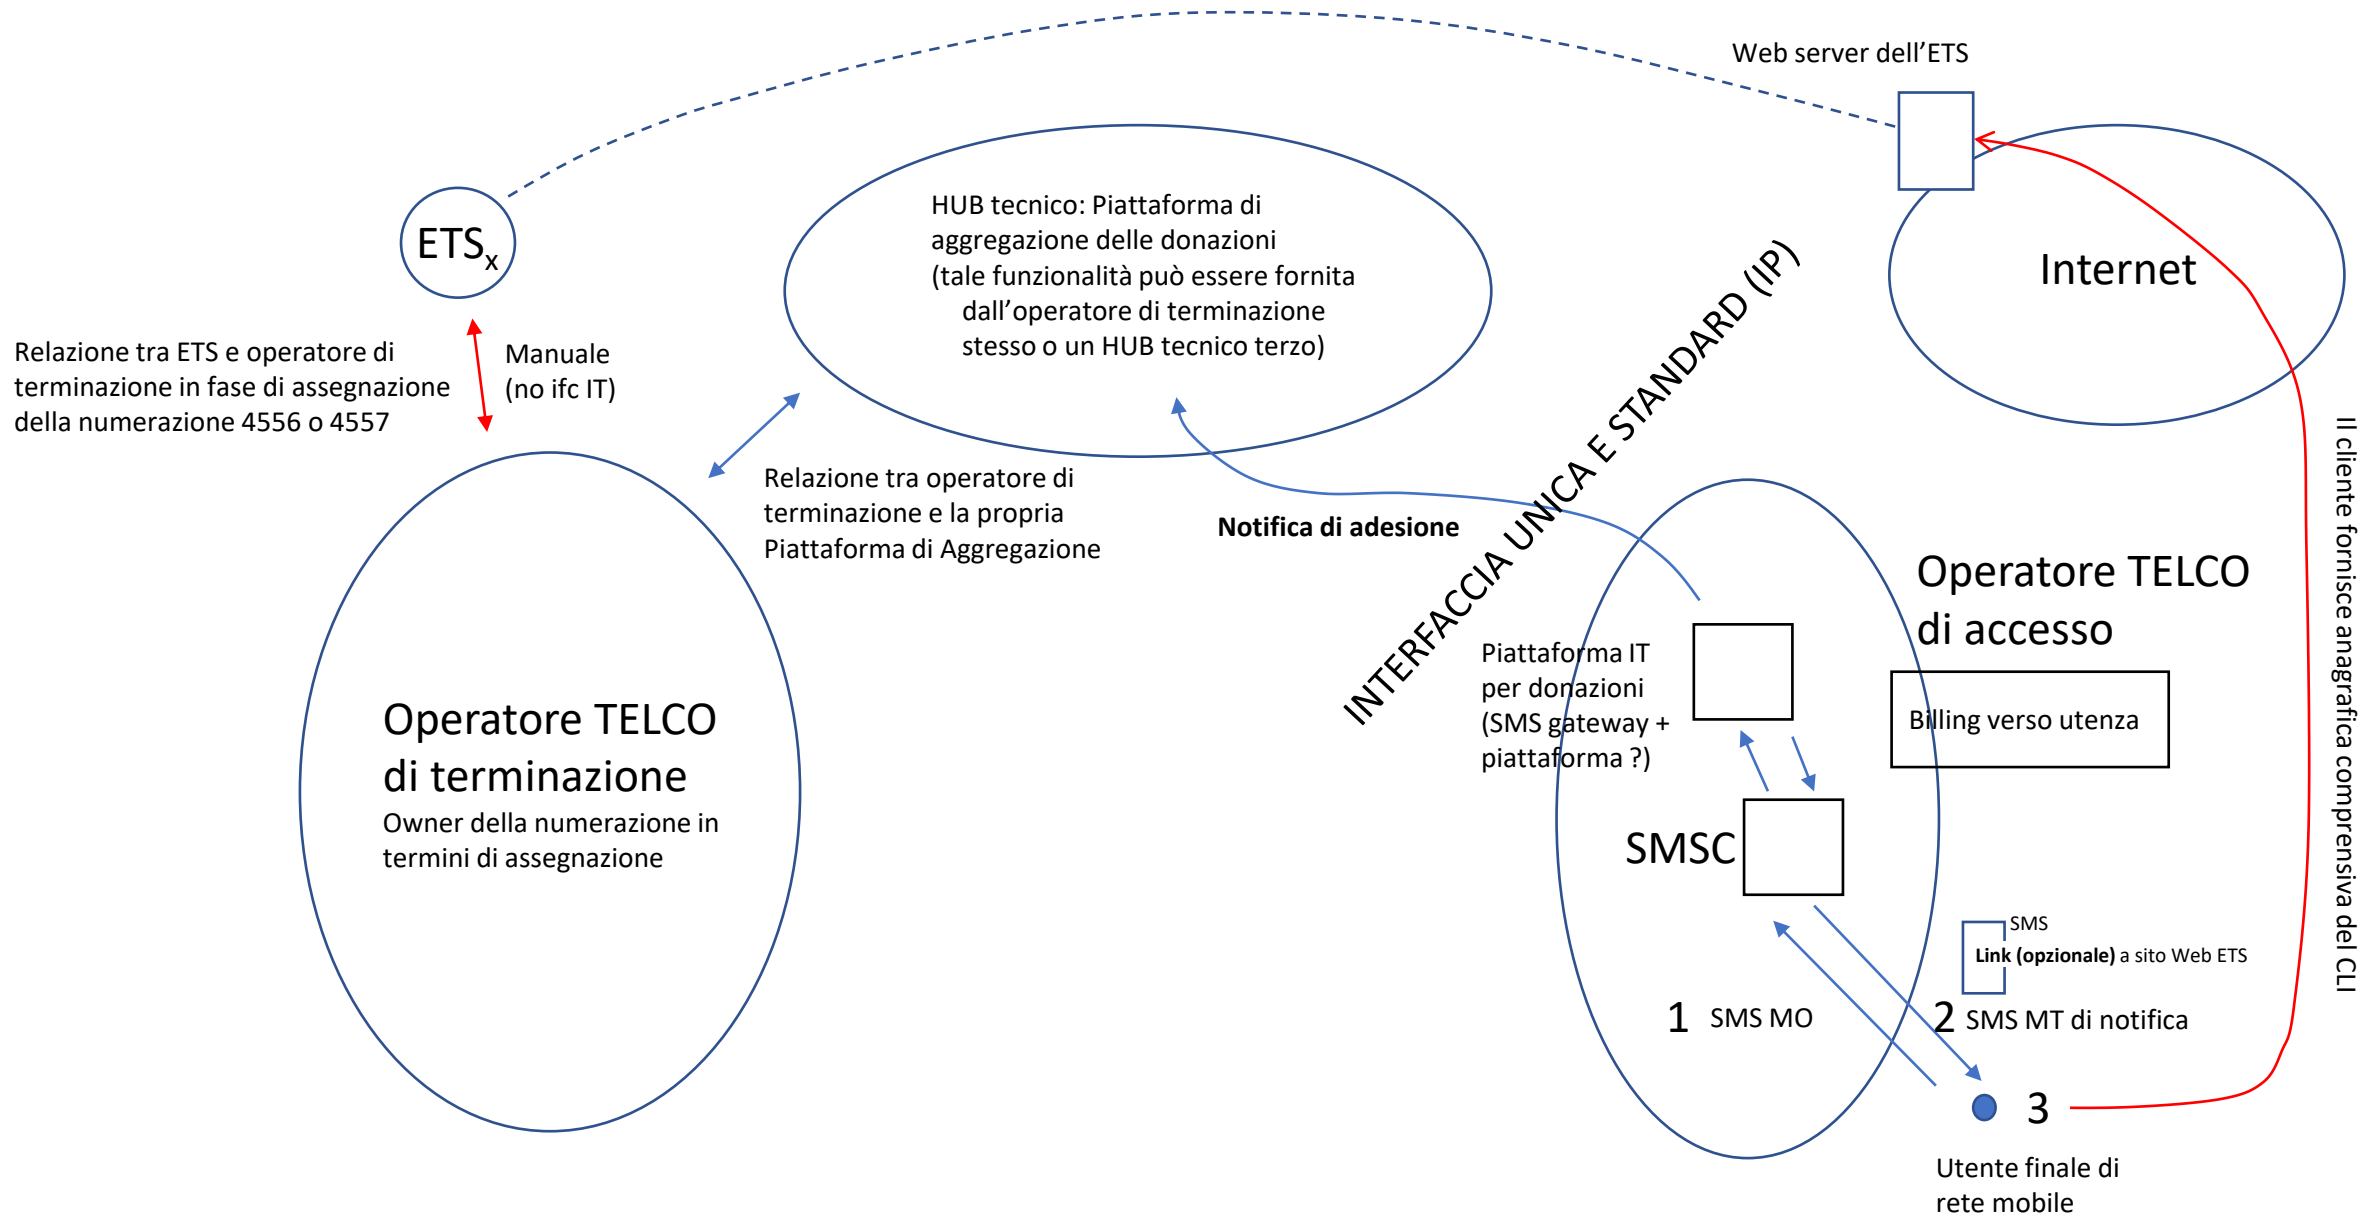 Web server dell'ETS
ETSx
HUB tecnico: Piattaforma di
aggregazione delle donazioni
(tale funzionalità può essere fornita
dall'operatore di terminazione
stesso o un HUB tecnico terzo)
Internet
Relazione tra ETS e operatore di
terminazione in fase di assegnazione
della numerazione 4556 o 4557
Manuale
(no ifc IT)
INTERFACCIA UNICA E STANDARD (IP)
Relazione tra operatore di
terminazione e la propria
Piattaforma di Aggregazione
Notifica di adesione
Il cliente fornisce anagrafica comprensiva del CLI
Operatore TELCO
di accesso
Piattaforma IT
per donazioni
(SMS gateway +
piattaforma ?)
Billing verso utenza
Operatore TELCO
di terminazione
Owner della numerazione in
termini di assegnazione
SMSC
SMS
Link (opzionale) a sito Web ETS
1 SMS MO
2 SMS MT di notifica
3
Utente finale di
rete mobile